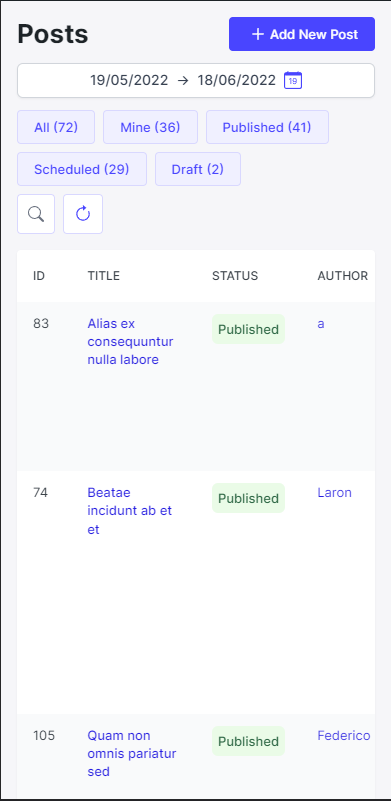 Posts
+ Add New Post
19/05/2022 → 18/06/2022
19
All (72)
Mine (36)
Published (41)
Scheduled (29)
Draft (2)
ID TITLE STATUS AUTHOR
83 Alias ex Published a
consequuntur
nulla labore
74 Beatae Published Laron
incidunt ab et
et
105 Quam non Published Federico
omnis pariatur
sed